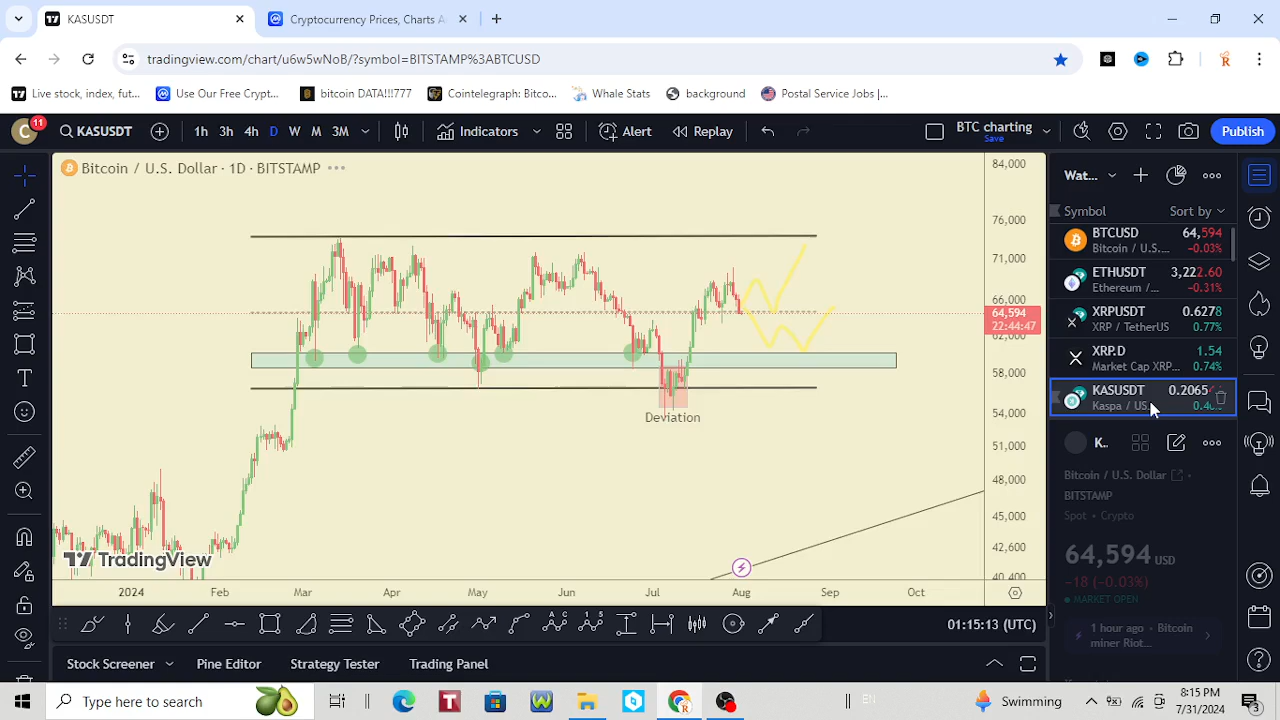 KASUSDT
Cryptocurrency Prices, Charts A
tradingview.com/chart/u6w5wNoB/?symbol=BITSTAMP%3ABTCUSD
Live stock, index, fut...
Use Our Free Crypt...
bitcoin DATA!!!777
Cointelegraph: Bitco...
Whale Stats
background
Postal Service Jobs |...
C
11
KASUSDT
1h 3h 4h D W M 3M
Indicators
Alert
Replay
BTC charting
Save
Publish
Bitcoin / U.S. Dollar · 1D · BITSTAMP
84,000
76,000
71,000
66,000
64,594
22:44:47
62,000
58,000
54,000
51,000
48,000
45,000
42,600
40,400
Deviation
TradingView
2024 Feb Mar Apr May Jun Jul Aug Sep Oct
Wat...
Symbol Sort by
BTCUSD 64,594
Bitcoin / U.S.... −0.03%
ETHUSDT 3,222.60
Ethereum /... −0.31%
XRPUSDT 0.6278
XRP / TetherUS 0.77%
XRP.D 1.54
Market Cap XRP... 0.74%
KASUSDT 0.2065
Kaspa / US.
K.
Bitcoin / U.S. Dollar
BITSTAMP
Spot • Crypto
64,594 USD
−18 (−0.03%)
MARKET OPEN
1 hour ago • Bitcoin
miner Riot...
01:15:13 (UTC)
Stock Screener
Pine Editor
Strategy Tester
Trading Panel
Type here to search
Swimming
8:15 PM
7/31/2024
3